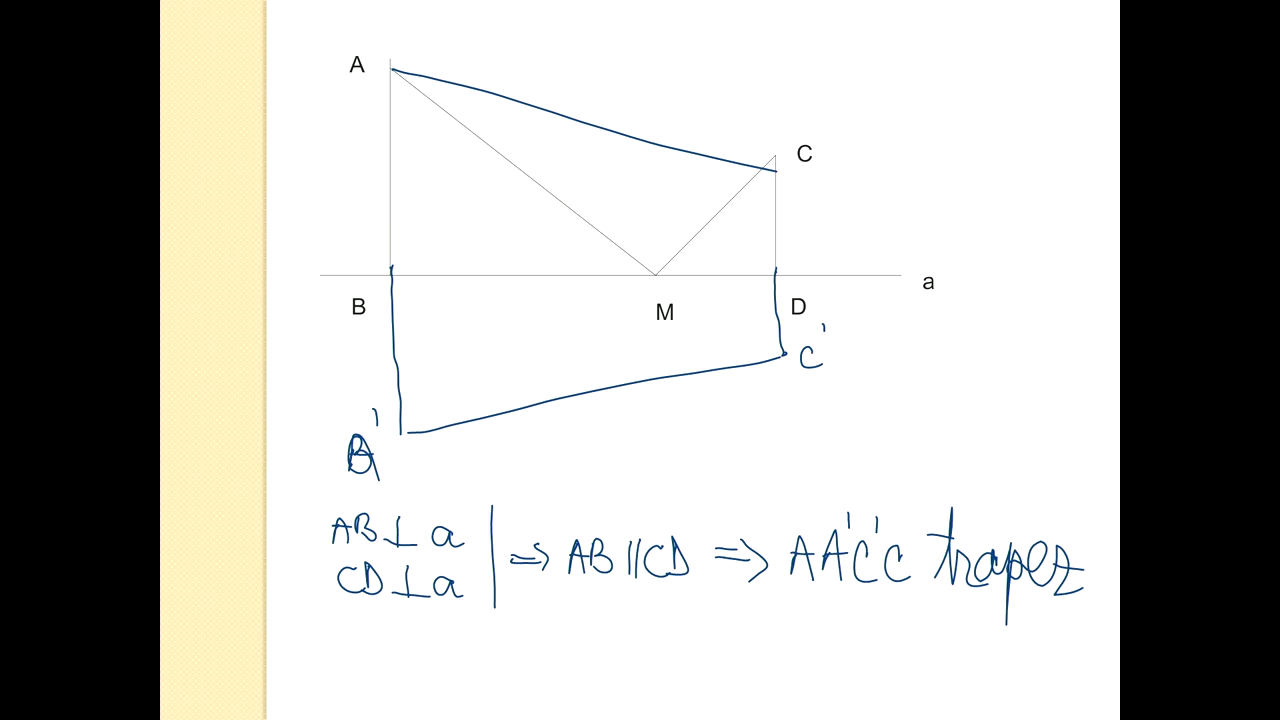 A
C
a
B
M
D
C'
A'
AB⊥a
CD⊥a
⇒ AB || CD ⇒ AA'C'C trapez